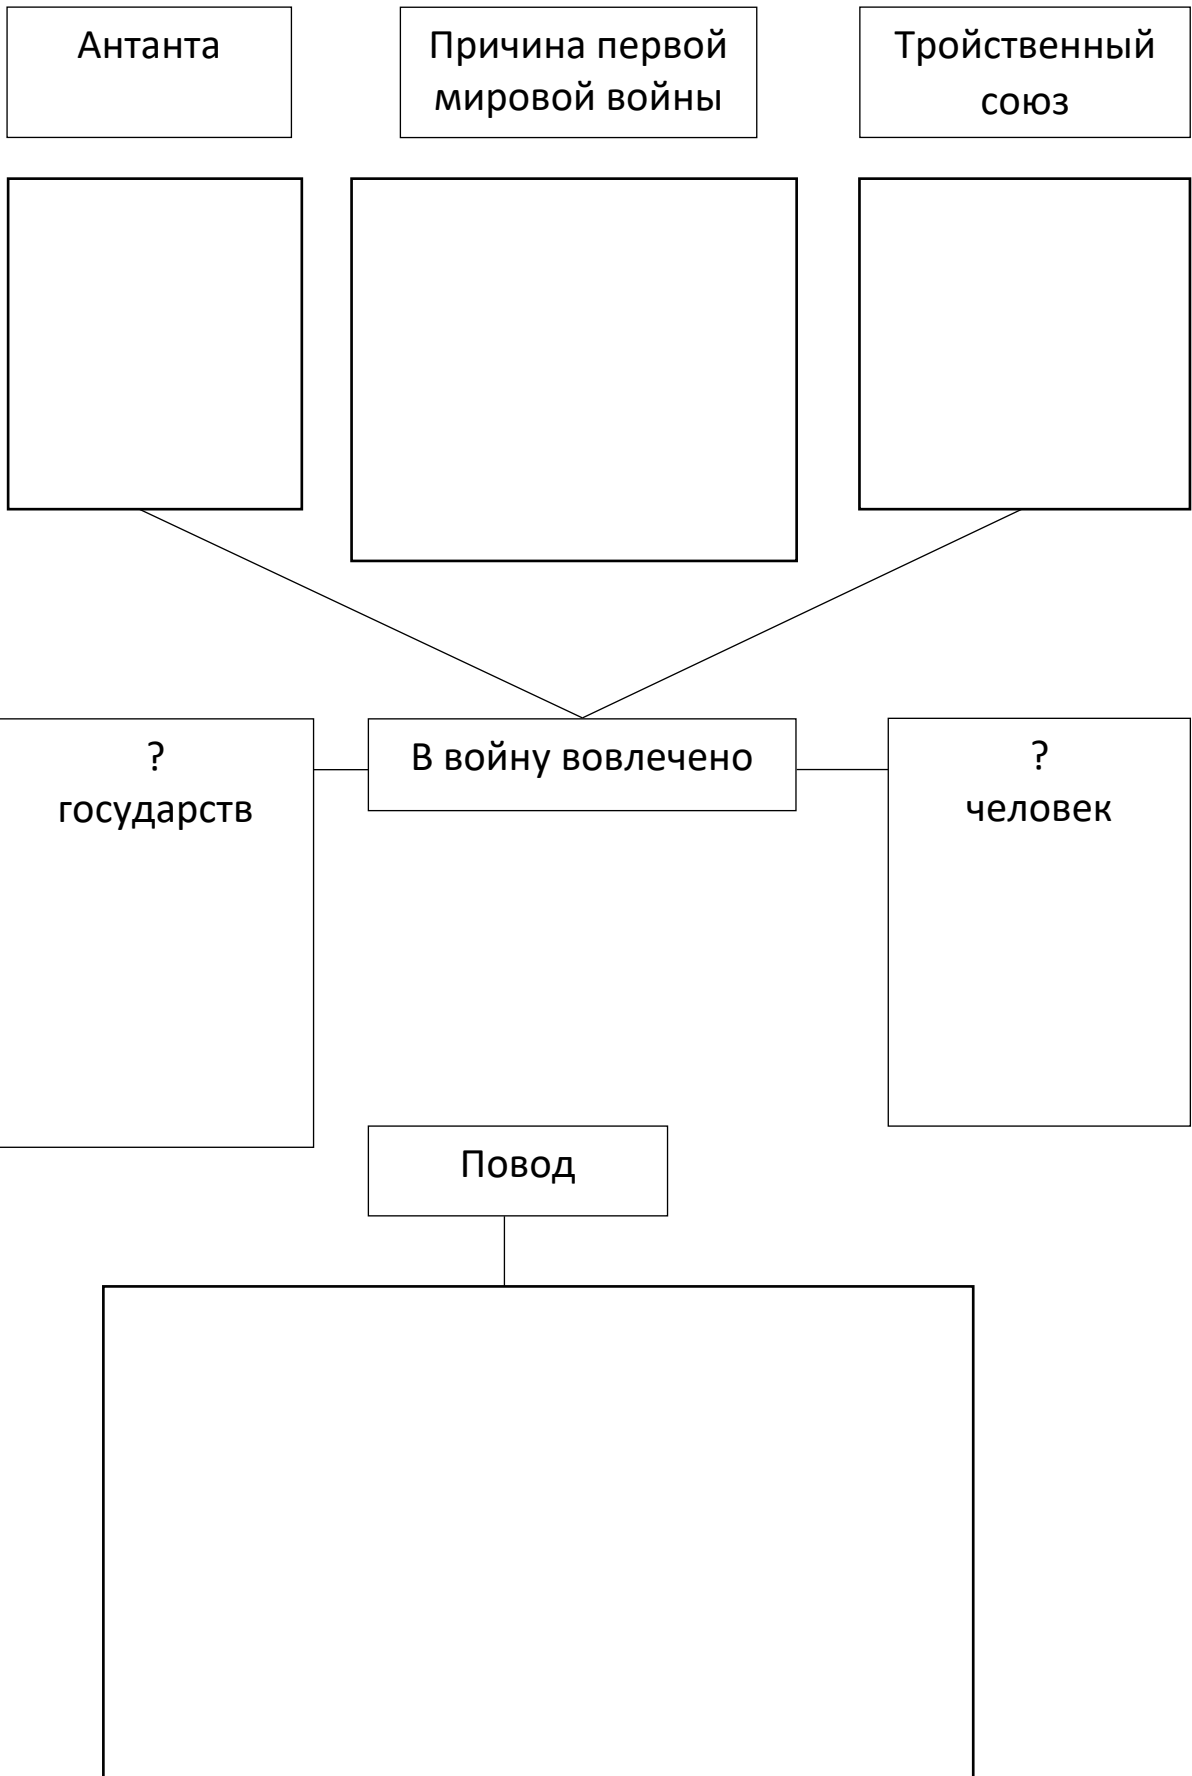 Антанта
Причина первой
мировой войны
Тройственный
союз
?
государств
В войну вовлечено
?
человек
Повод